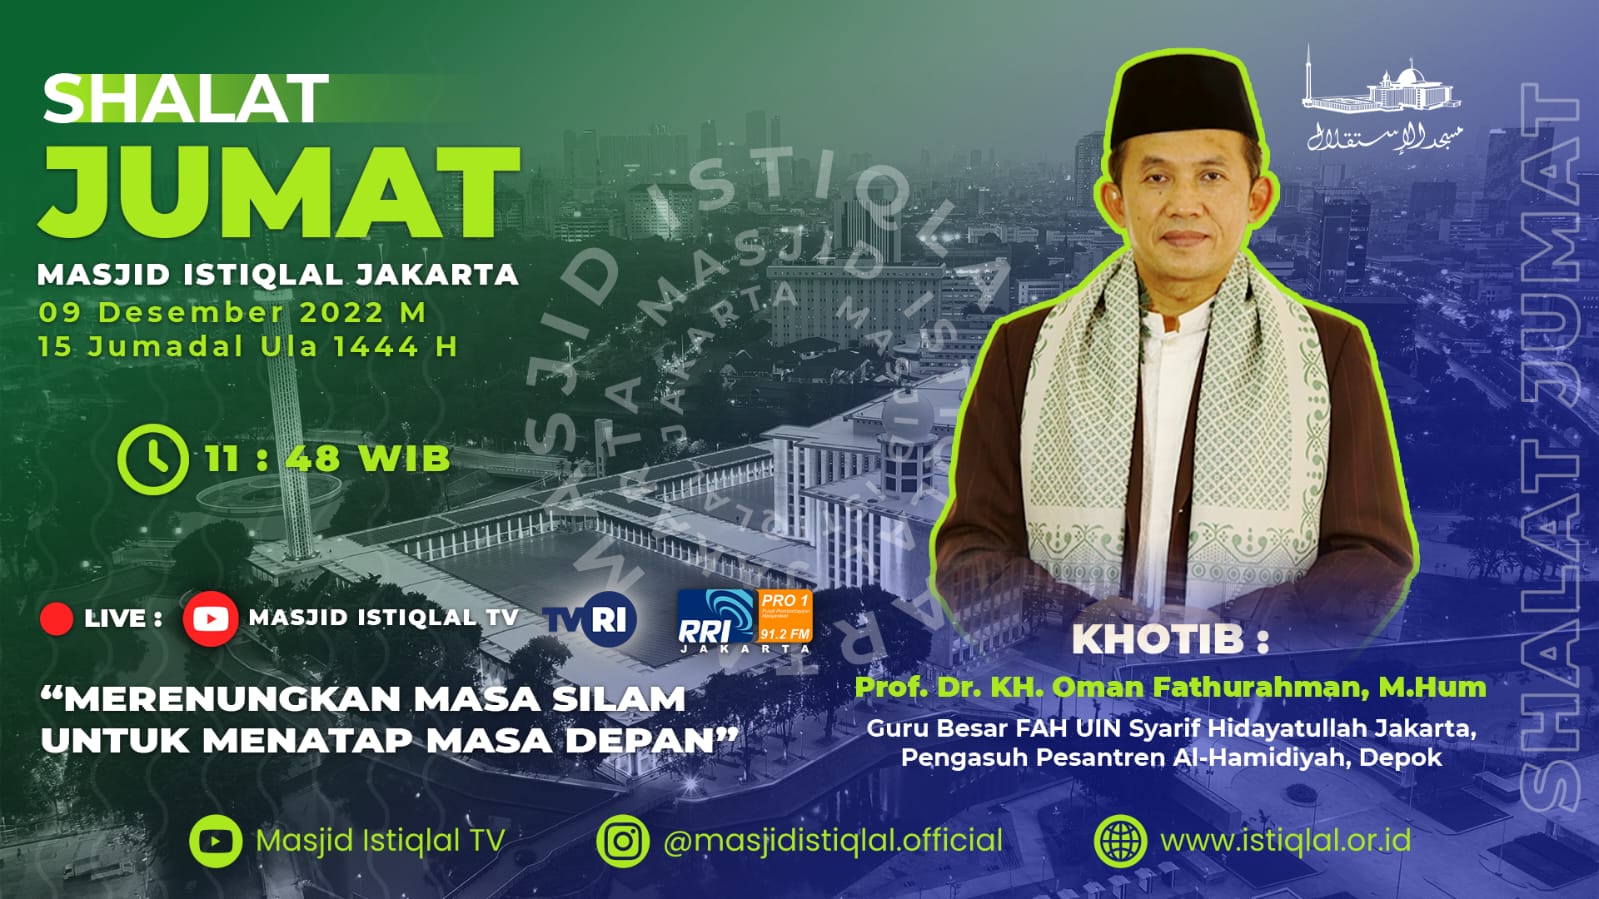 SHALAT
JUMAT
MASJID ISTIQLAL JAKARTA
09 Desember 2022 M
15 Jumadal Ula 1444 H
11 : 48 WIB
LIVE :
MASJID ISTIQLAL TV
TVRI
RRI
JAKARTA
PRO 1
91.2 FM
“MERENUNGKAN MASA SILAM
UNTUK MENATAP MASA DEPAN”
مسجد الإستقلال
KHOTIB :
Prof. Dr. KH. Oman Fathurahman, M.Hum
Guru Besar FAH UIN Syarif Hidayatullah Jakarta,
Pengasuh Pesantren Al-Hamidiyah, Depok
SHALAT JUMAT
Masjid Istiqlal TV
@masjidistiqlal.official
www.istiqlal.or.id